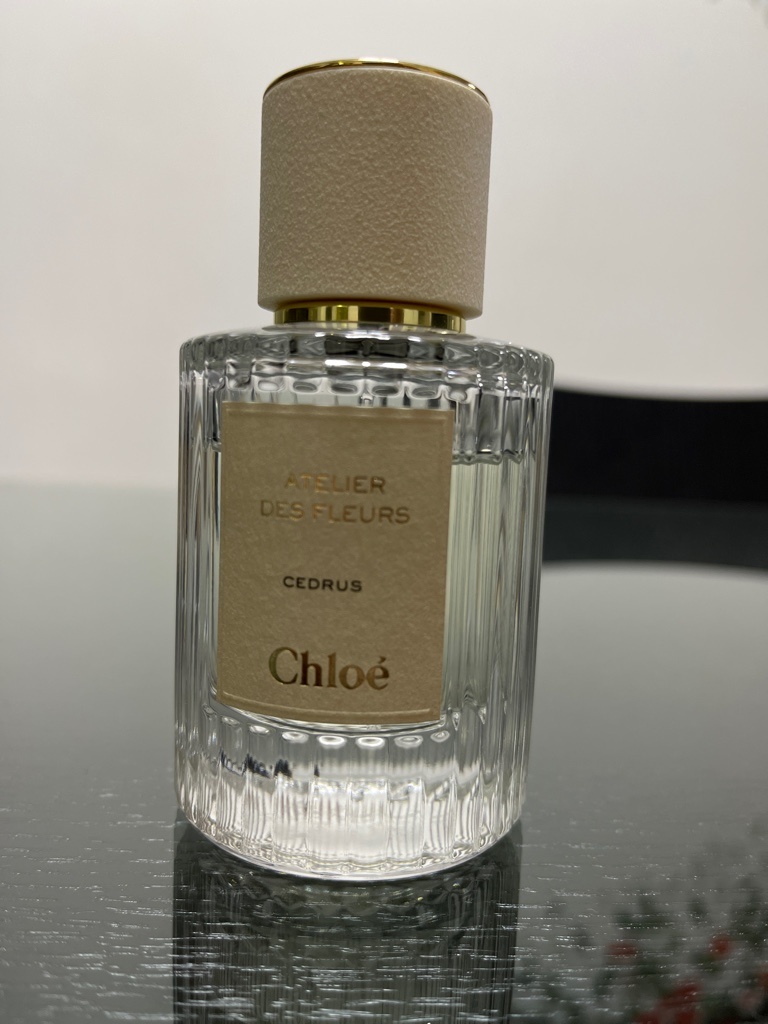 ATELIER
DES FLEURS
CEDRUS
Chloé